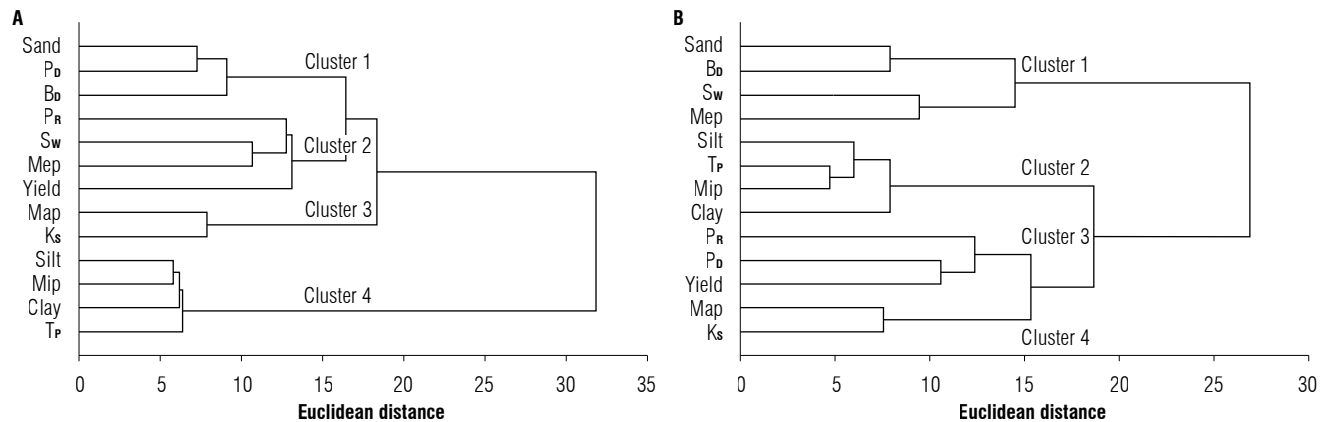 A
Sand
PD
BD
PR
SW
Mep
Yield
Map
KS
Silt
Mip
Clay
TP
Cluster 1
Cluster 2
Cluster 3
Cluster 4
0 5 10 15 20 25 30 35
Euclidean distance
B
Sand
BD
SW
Mep
Silt
TP
Mip
Clay
PR
PD
Yield
Map
KS
Cluster 1
Cluster 2
Cluster 3
Cluster 4
0 5 10 15 20 25 30
Euclidean distance